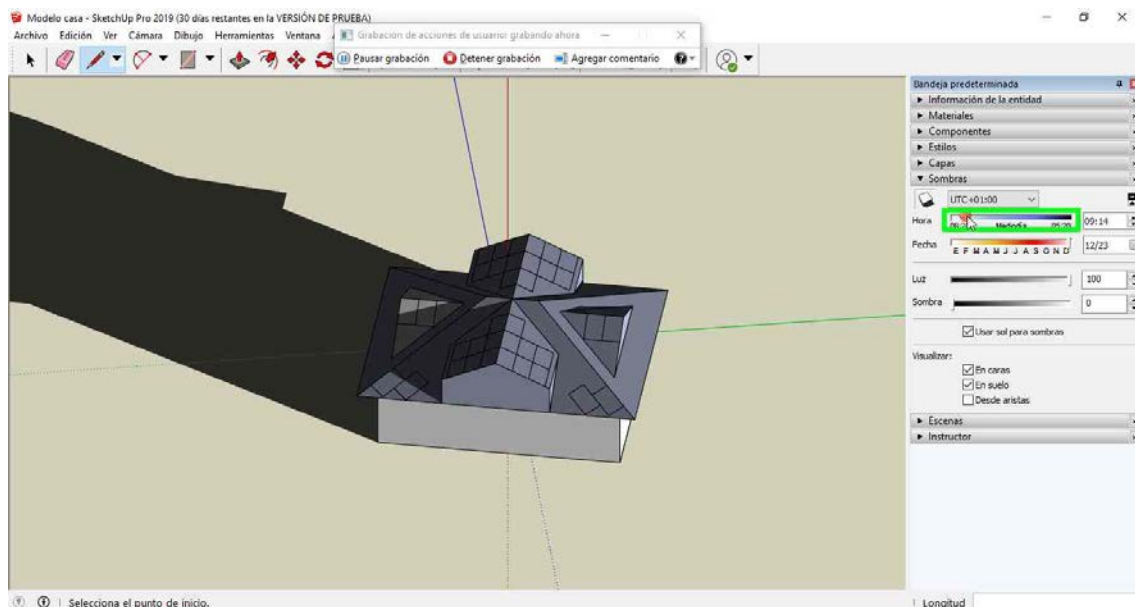 Modelo casa - SketchUp Pro 2019 (30 días restantes en la VERSIÓN DE PRUEBA)
Archivo Edición Ver Cámara Dibujo Herramientas Ventana
Grabación de acciones de usuario: grabando ahora
Pausar grabación Detener grabación Agregar comentario
Bandeja predeterminada
Información de la entidad
Materiales
Componentes
Estilos
Capas
Sombras
UTC+01:00
Hora Mediodía 09:14
Fecha E F M A M J J A S O N D 12/23
Luz 100
Sombra 0
Usar sol para sombras
Visualizar:
En caras
En suelo
Desde aristas
Escenas
Instructor
Selecciona el punto de inicio.
Longitud